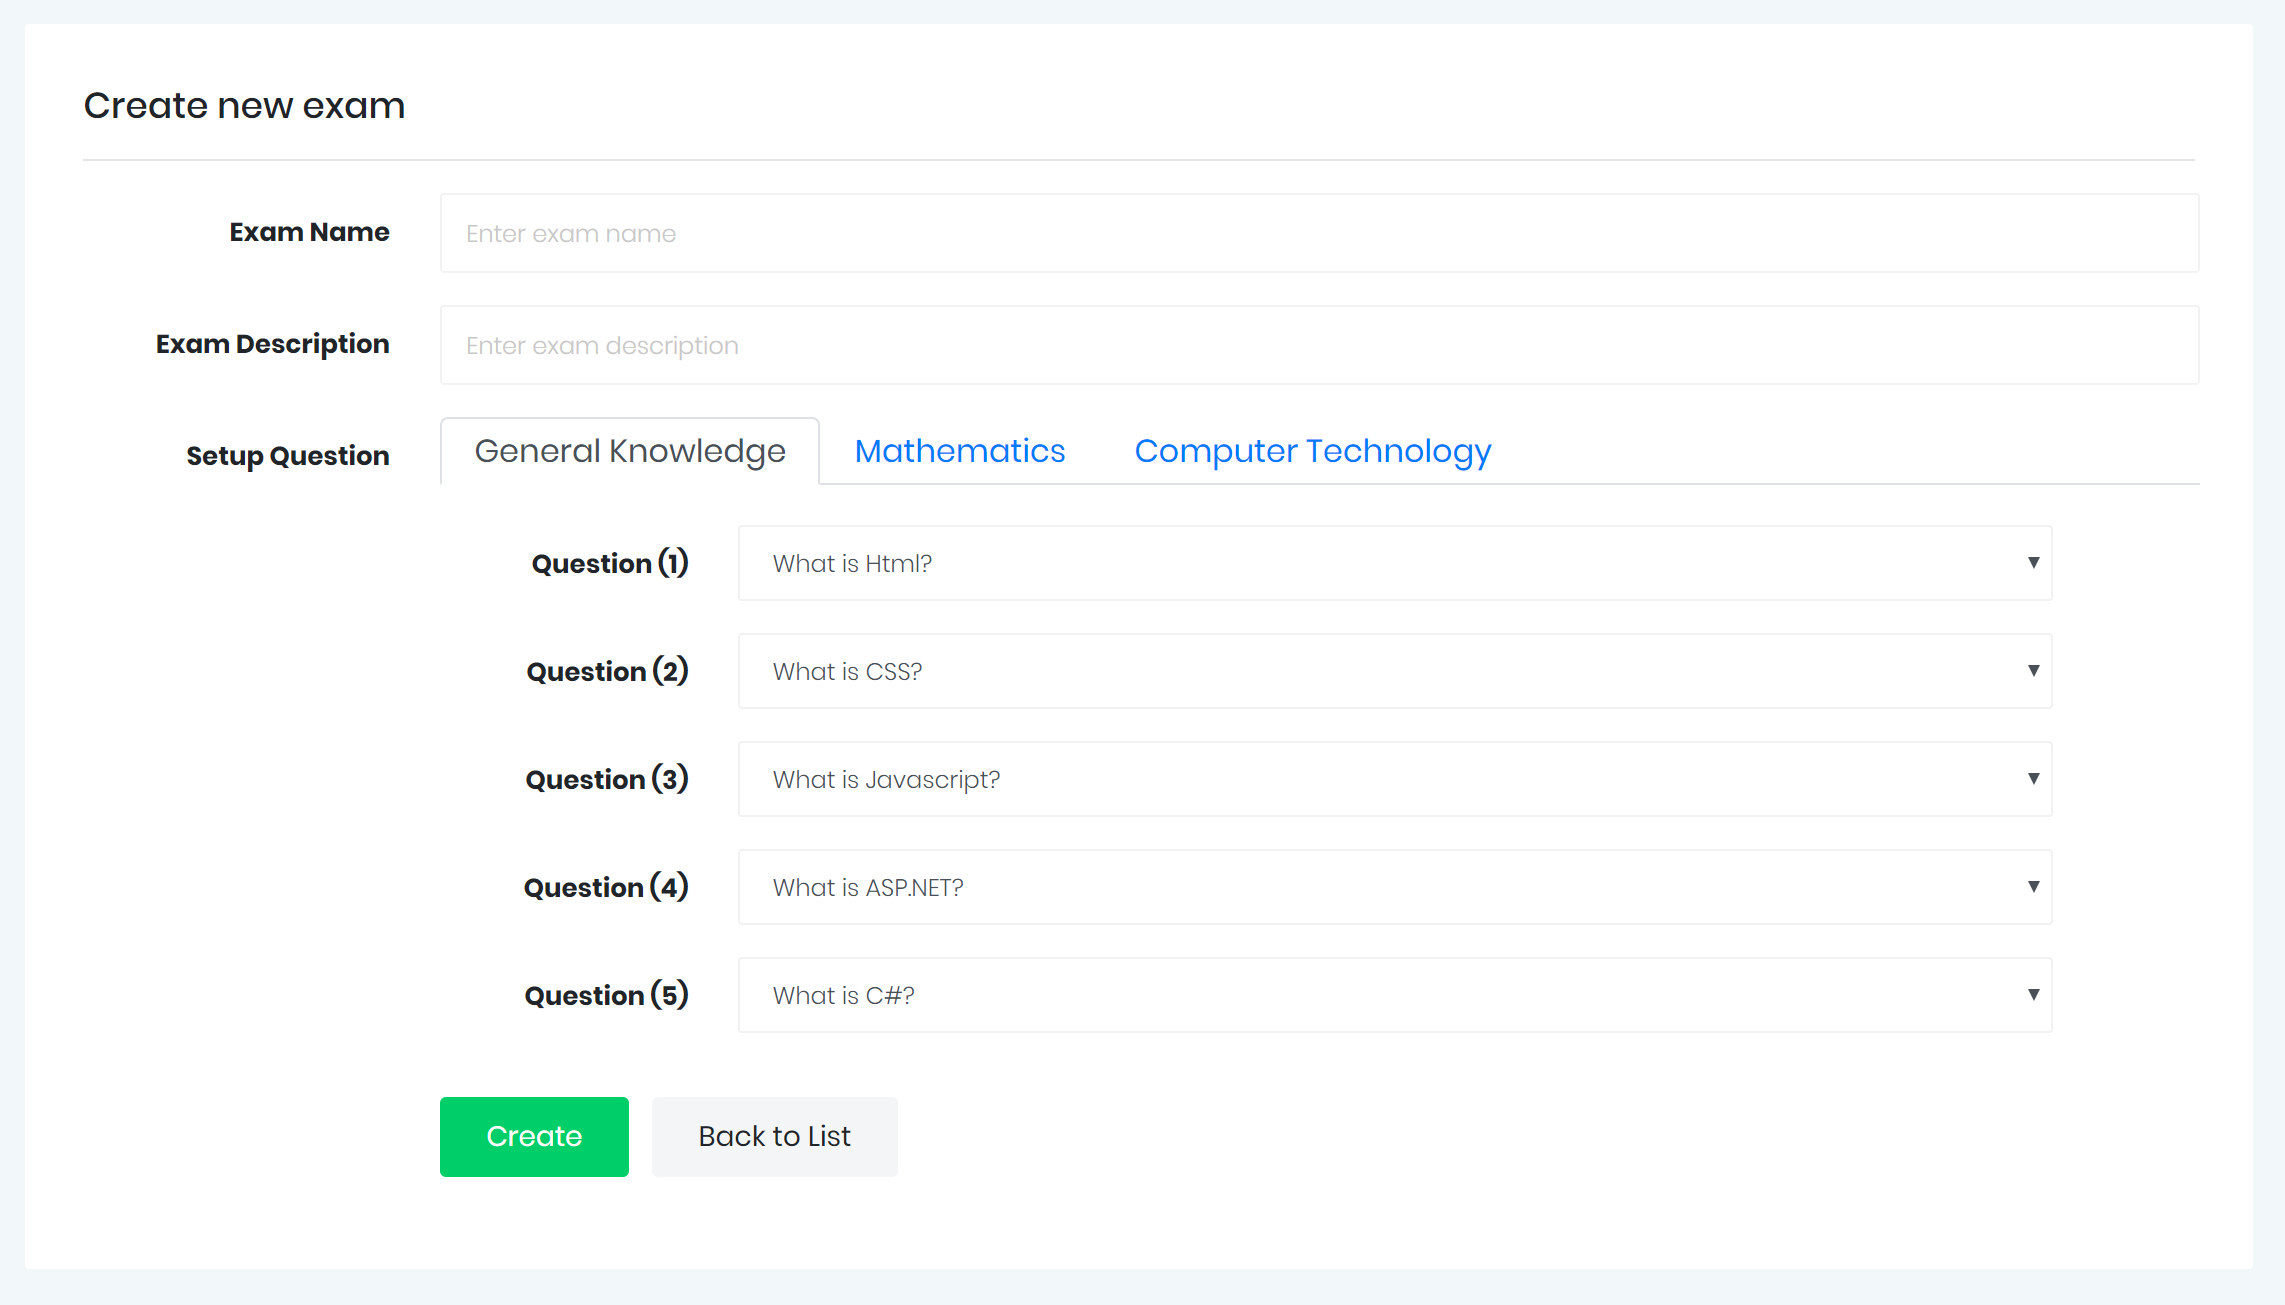 Create new exam
Exam Name
Enter exam name
Exam Description
Enter exam description
Setup Question
General Knowledge Mathematics Computer Technology
Question (1) What is Html?
Question (2) What is CSS?
Question (3) What is Javascript?
Question (4) What is ASP.NET?
Question (5) What is C#?
Create Back to List